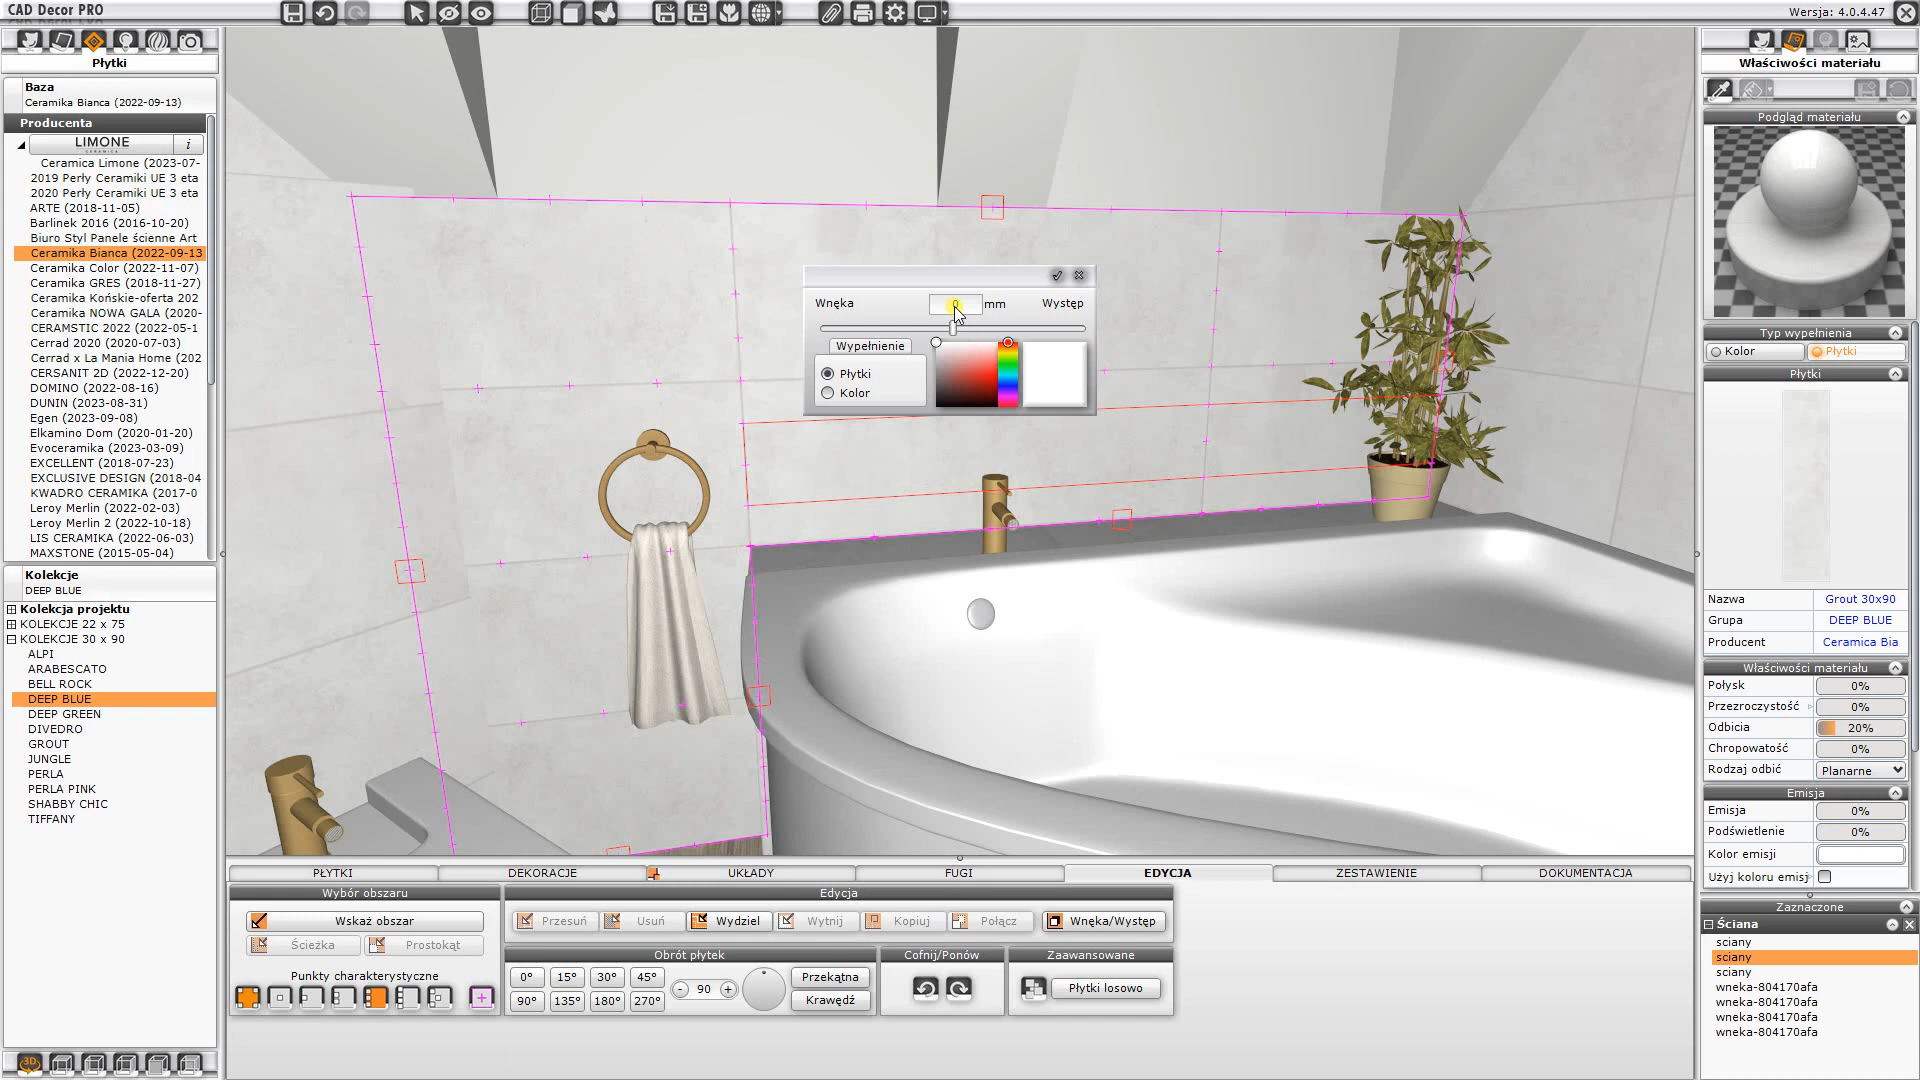 CAD Decor PRO
Wersja: 4.0.4.47
Płytki
Baza
Ceramika Bianca (2022-09-13)
Producenta
LIMONE
CERAMICA
i
Ceramica Limone (2023-07-
2019 Perły Ceramiki UE 3 eta
2020 Perły Ceramiki UE 3 eta
ARTE (2018-11-05)
Barlinek 2016 (2016-10-20)
Biuro Styl Panele ścienne Art
Ceramika Bianca (2022-09-13
Ceramika Color (2022-11-07)
Ceramika GRES (2018-11-27)
Ceramika Końskie-oferta 202
Ceramika NOWA GALA (2020-
CERAMSTIC 2022 (2022-05-1
Cerrad 2020 (2020-07-03)
Cerrad x La Mania Home (202
CERSANIT 2D (2022-12-20)
DOMINO (2022-08-16)
DUNIN (2023-08-31)
Egen (2023-09-08)
Elkamino Dom (2020-01-20)
Evoceramika (2023-03-09)
EXCELLENT (2018-07-23)
EXCLUSIVE DESIGN (2018-04
KWADRO CERAMIKA (2017-0
Leroy Merlin (2022-02-03)
Leroy Merlin 2 (2022-10-18)
LIS CERAMIKA (2022-06-03)
MAXSTONE (2015-05-04)
Kolekcje
DEEP BLUE
Kolekcja projektu
KOLEKCJE 22 x 75
KOLEKCJE 30 x 90
ALPI
ARABESCATO
BELL ROCK
DEEP BLUE
DEEP GREEN
DIVEDRO
GROUT
JUNGLE
PERLA
PERLA PINK
SHABBY CHIC
TIFFANY
3D
Wnęka
0
mm
Występ
Wypełnienie
Płytki
Kolor
PŁYTKI
DEKORACJE
UKŁADY
FUGI
EDYCJA
ZESTAWIENIE
DOKUMENTACJA
Wybór obszaru
Wskaż obszar
Ścieżka
Prostokąt
Punkty charakterystyczne
Edycja
Przesuń
Usuń
Wydziel
Wytnij
Kopiuj
Połącz
Wnęka/Występ
Obrót płytek
0°
15°
30°
45°
90°
135°
180°
270°
- 90 +
Przekątna
Krawędź
Cofnij/Ponów
Zaawansowane
Płytki losowo
Właściwości materiału
Podgląd materiału
Typ wypełnienia
Kolor
Płytki
Płytki
Nazwa
Grout 30x90
Grupa
DEEP BLUE
Producent
Ceramica Bia
Właściwości materiału
Połysk
0%
Przezroczystość
0%
Odbicia
20%
Chropowatość
0%
Rodzaj odbić
Planarne
Emisja
Emisja
0%
Podświetlenie
0%
Kolor emisji
Użyj koloru emisj
Zaznaczone
Ściana
sciany
sciany
sciany
wneka-804170afa
wneka-804170afa
wneka-804170afa
wneka-804170afa